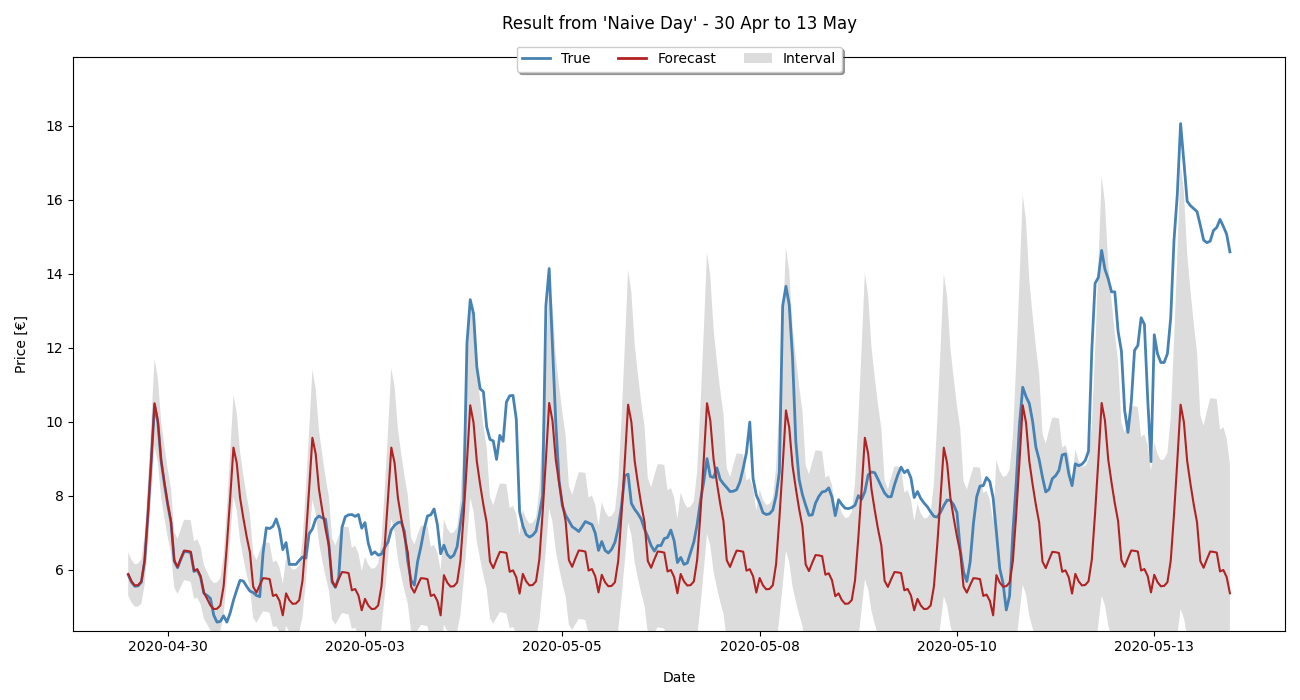 Result from 'Naive Day' - 30 Apr to 13 May
True Forecast Interval
18
16
14
12
10
8
6
Price [€]
2020-04-30 2020-05-03 2020-05-05 2020-05-08 2020-05-10 2020-05-13
Date